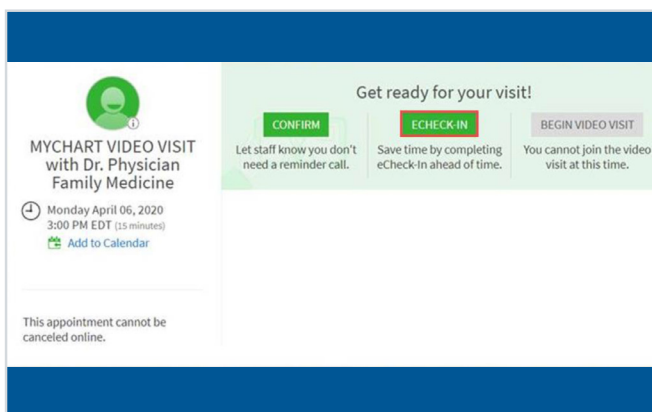 MYCHART VIDEO VISIT
with Dr. Physician
Family Medicine
Monday April 06, 2020
3:00 PM EDT (15 minutes)
Add to Calendar
This appointment cannot be
canceled online.
Get ready for your visit!
CONFIRM
Let staff know you don't
need a reminder call.
ECHECK-IN
Save time by completing
eCheck-In ahead of time.
BEGIN VIDEO VISIT
You cannot join the video
visit at this time.